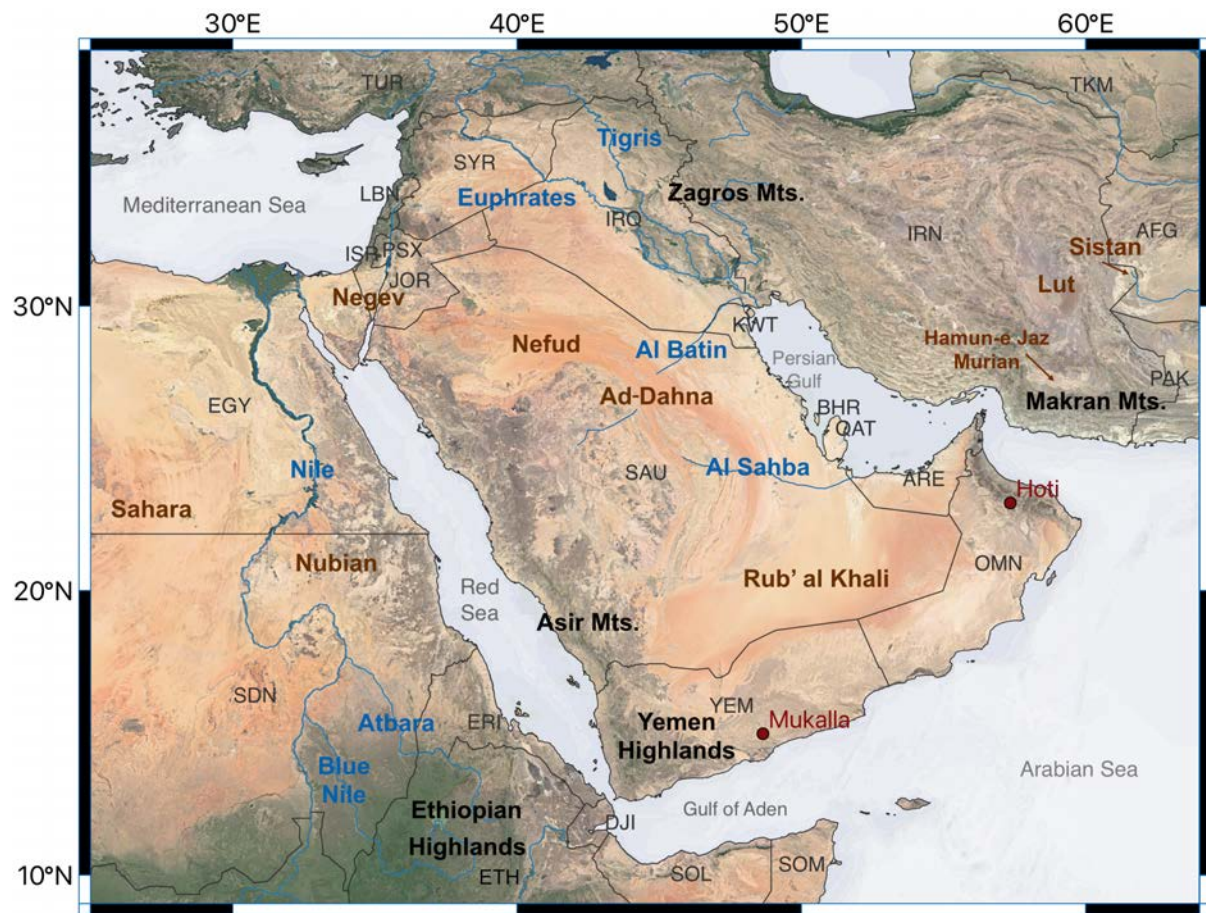 30°E 40°E 50°E 60°E
TUR
TKM
Tigris
SYR
Zagros Mts.
LBN
Euphrates
Mediterranean Sea
IRQ
IRN
AFG
ISR
PSX
Sistan
JOR
Lut
Negev
30°N
KWT
Nefud
Al Batin
Hamun-e Jaz
Murian
Persian
Gulf
PAK
Ad-Dahna
Makran Mts.
EGY
BHR
QAT
Nile
SAU
Al Sahba
ARE
Hoti
Sahara
Nubian
OMN
Rub' al Khali
20°N
Red
Sea
Asir Mts.
SDN
YEM
Atbara
ERI
Mukalla
Yemen
Highlands
Blue
Nile
Arabian Sea
Ethiopian
Highlands
Gulf of Aden
DJI
10°N
ETH
SOL
SOM